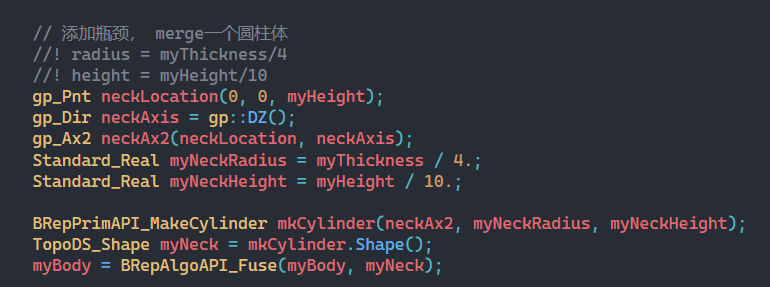 // 添加瓶颈， merge一个圆柱体
//! radius = myThickness/4
//! height = myHeight/10
gp_Pnt neckLocation(0, 0, myHeight);
gp_Dir neckAxis = gp::DZ();
gp_Ax2 neckAx2(neckLocation, neckAxis);
Standard_Real myNeckRadius = myThickness / 4.;
Standard_Real myNeckHeight = myHeight / 10.;
BRepPrimAPI_MakeCylinder mkCylinder(neckAx2, myNeckRadius, myNeckHeight);
TopoDS_Shape myNeck = mkCylinder.Shape();
myBody = BRepAlgoAPI_Fuse(myBody, myNeck);